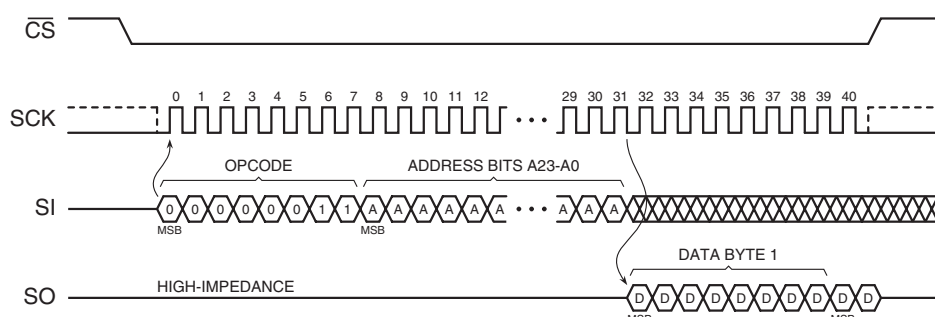 CS
SCK
0 1 2 3 4 5 6 7 8 9 10 11 12 29 30 31 32 33 34 35 36 37 38 39 40
OPCODE ADDRESS BITS A23-A0
SI
0 0 0 0 0 0 1 1 A A A A A A A A A
MSB MSB
DATA BYTE 1
SO
HIGH-IMPEDANCE
D D D D D D D D D D
MSB MSB